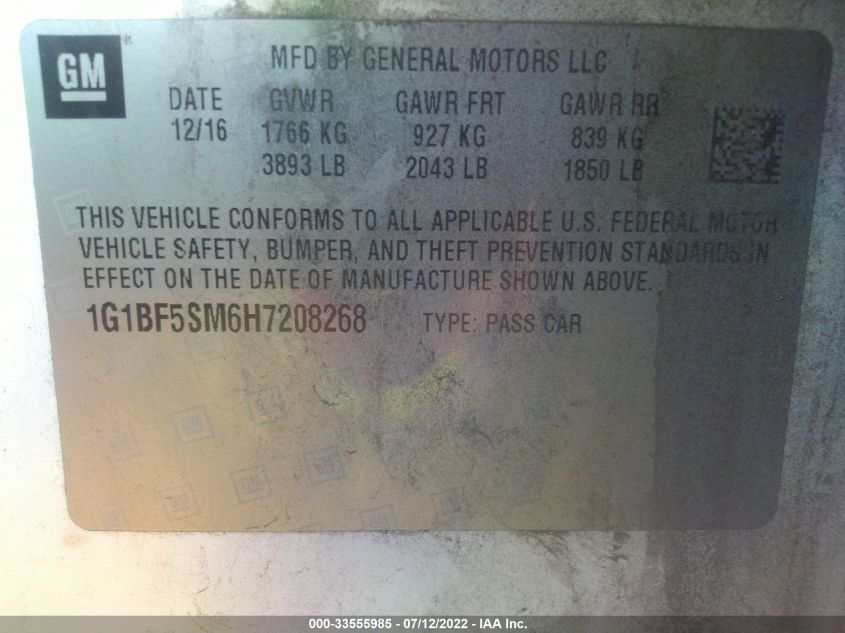 GM ®
MFD BY GENERAL MOTORS LLC
DATE GVWR GAWR FRT GAWR RR
12/16 1766 KG 927 KG 839 KG
3893 LB 2043 LB 1850 LB
THIS VEHICLE CONFORMS TO ALL APPLICABLE U.S. FEDERAL MOTOR
VEHICLE SAFETY, BUMPER, AND THEFT PREVENTION STANDARDS IN
EFFECT ON THE DATE OF MANUFACTURE SHOWN ABOVE.
1G1BF5SM6H7208268 TYPE: PASS CAR
000-33555985 - 07/12/2022 - IAA Inc.